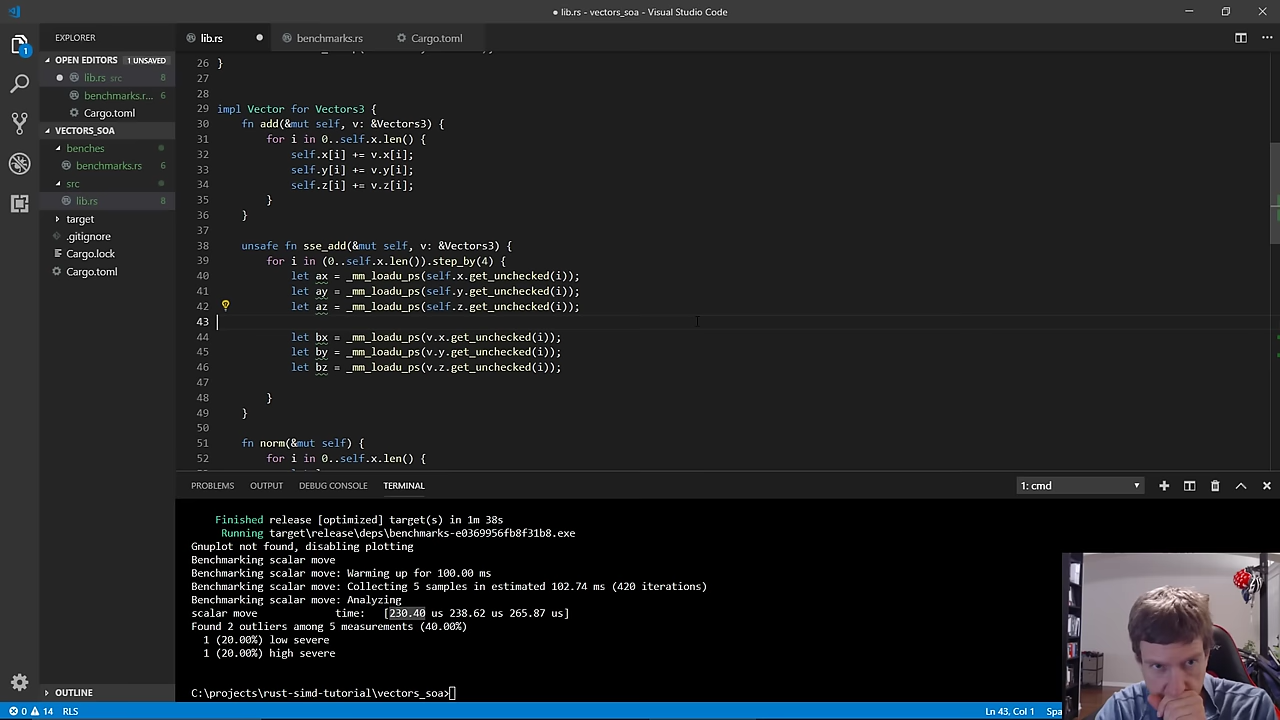 ● lib.rs - vectors_soa - Visual Studio Code
EXPLORER
lib.rs ●
benchmarks.rs
Cargo.toml
OPEN EDITORS 1 UNSAVED
lib.rs src 8
benchmarks.r... 6
Cargo.toml
VECTORS_SOA
benches
benchmarks.rs 6
src
lib.rs 8
target
.gitignore
Cargo.lock
Cargo.toml
OUTLINE
1
26 }
27
28
29 impl Vector for Vectors3 {
30 fn add(&mut self, v: &Vectors3) {
31 for i in 0..self.x.len() {
32 self.x[i] += v.x[i];
33 self.y[i] += v.y[i];
34 self.z[i] += v.z[i];
35 }
36 }
37
38 unsafe fn sse_add(&mut self, v: &Vectors3) {
39 for i in (0..self.x.len()).step_by(4) {
40 let ax = _mm_loadu_ps(self.x.get_unchecked(i));
41 let ay = _mm_loadu_ps(self.y.get_unchecked(i));
42 let az = _mm_loadu_ps(self.z.get_unchecked(i));
43
44 let bx = _mm_loadu_ps(v.x.get_unchecked(i));
45 let by = _mm_loadu_ps(v.y.get_unchecked(i));
46 let bz = _mm_loadu_ps(v.z.get_unchecked(i));
47
48 }
49 }
50
51 fn norm(&mut self) {
52 for i in 0..self.x.len() {
PROBLEMS OUTPUT DEBUG CONSOLE TERMINAL 1: cmd
Finished release [optimized] target(s) in 1m 38s
Running target\release\deps\benchmarks-e0369956fb8f31b8.exe
Gnuplot not found, disabling plotting
Benchmarking scalar move
Benchmarking scalar move: Warming up for 100.00 ms
Benchmarking scalar move: Collecting 5 samples in estimated 102.74 ms (420 iterations)
Benchmarking scalar move: Analyzing
scalar move time: [230.40 us 238.62 us 265.87 us]
Found 2 outliers among 5 measurements (40.00%)
1 (20.00%) low severe
1 (20.00%) high severe
C:\projects\rust-simd-tutorial\vectors_soa>
0 14 RLS Ln 43, Col 1 Spa